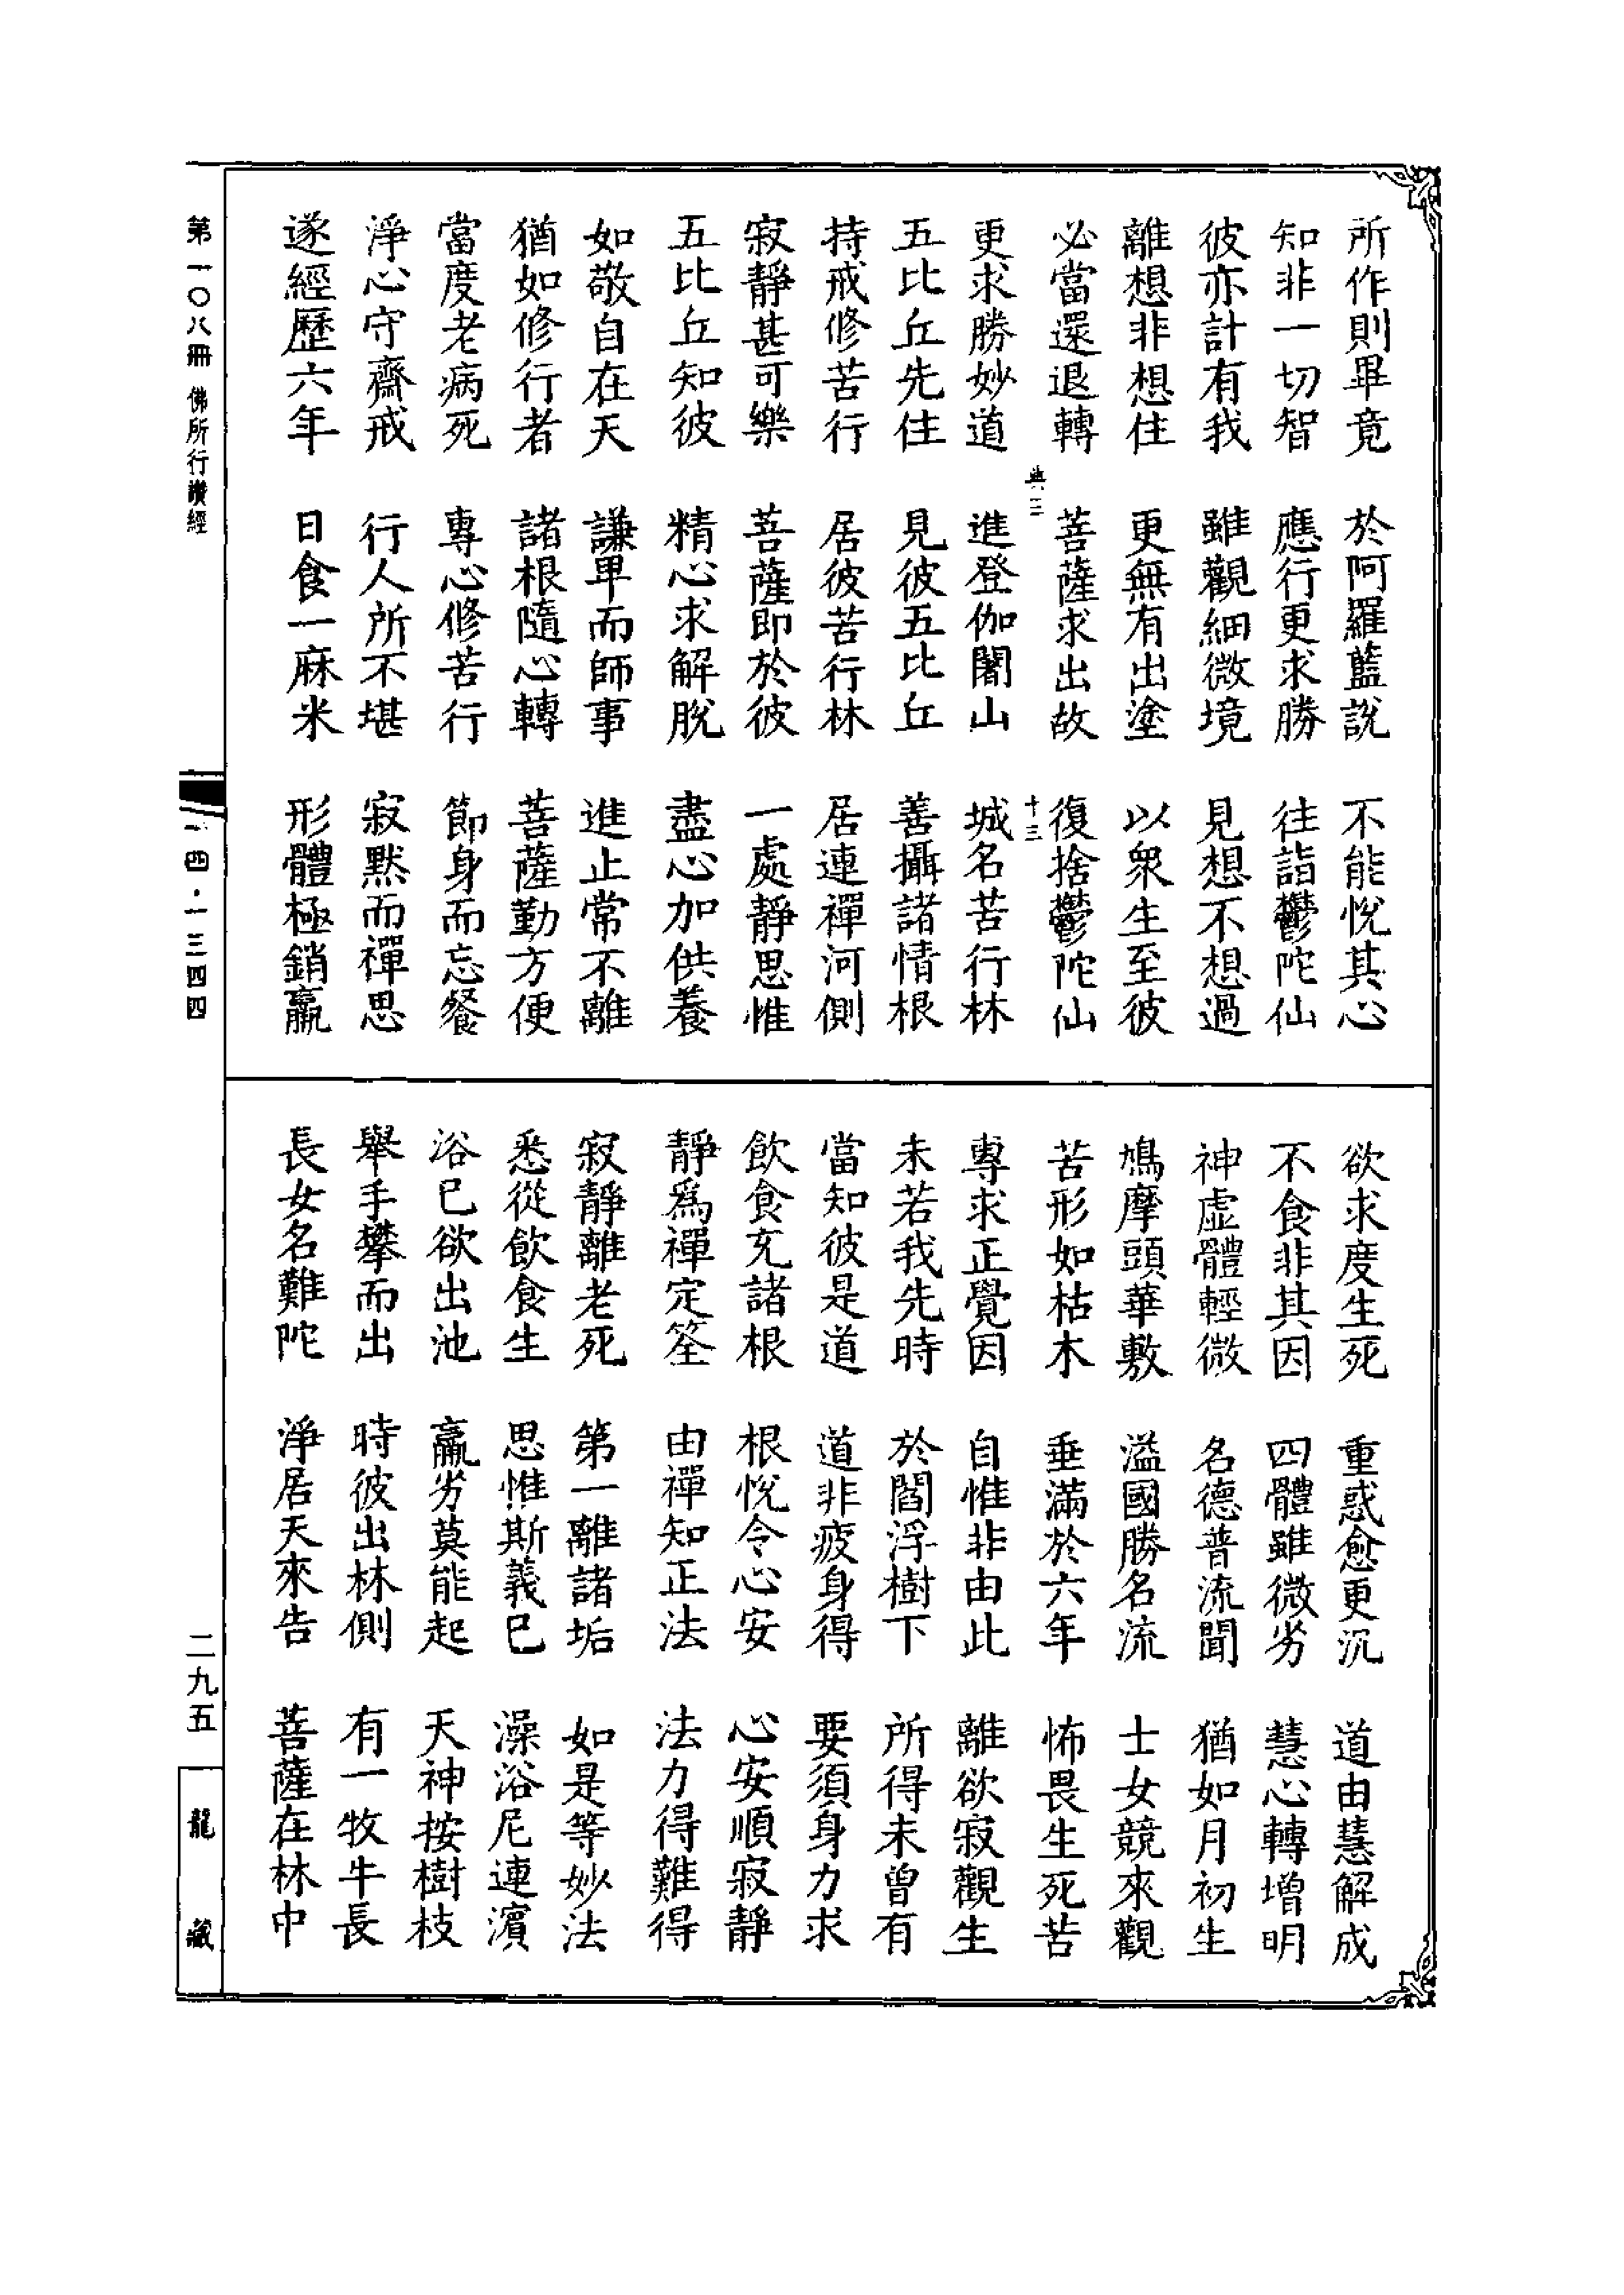 所作則畢竟　於阿羅藍說　不能悅其心
知非一切智　應行更求勝　往詣鬱陀仙
彼亦計有我　雖觀細微境　見想不想過
離想非想住　更無有出塗　以衆生至彼
必當還退轉　菩薩求出故　復捨鬱陀仙
典三　十三
更求勝妙道　進登伽闍山　城名苦行林
五比丘先住　見彼五比丘　善攝諸情根
持戒修苦行　居彼苦行林　居連禪河側
寂靜甚可樂　菩薩即於彼　一處靜思惟
五比丘知彼　精心求解脫　盡心加供養
如敬自在天　謙卑而師事　進止常不離
猶如修行者　諸根隨心轉　菩薩勤方便
當度老病死　專心修苦行　節身而忘餐
淨心守齋戒　行人所不堪　寂默而禪思
遂經歷六年　日食一麻米　形體極銷羸
欲求度生死　重惑愈更沉　道由慧解成
不食非其因　四體雖微劣　慧心轉增明
神虛體輕微　名德普流聞　猶如月初生
鳩摩頭華敷　溢國勝名流　士女競來觀
苦形如枯木　垂滿於六年　怖畏生死苦
專求正覺因　自惟非由此　離欲寂觀生
未若我先時　於閻浮樹下　所得未曾有
當知彼是道　道非疲身得　要須身力求
飲食充諸根　根悅令心安　心安順寂靜
靜爲禪定筌　由禪知正法　法力得難得
寂靜離老死　第一離諸垢　如是等妙法
悉從飲食生　思惟斯義已　澡浴尼連濱
浴已欲出池　羸劣莫能起　天神按樹枝
舉手攀而出　時彼出林側　有一牧牛長
長女名難陀　淨居天來告　菩薩在林中
第一〇八冊　佛所行讚經　一四·一三四四　二九五　龍藏